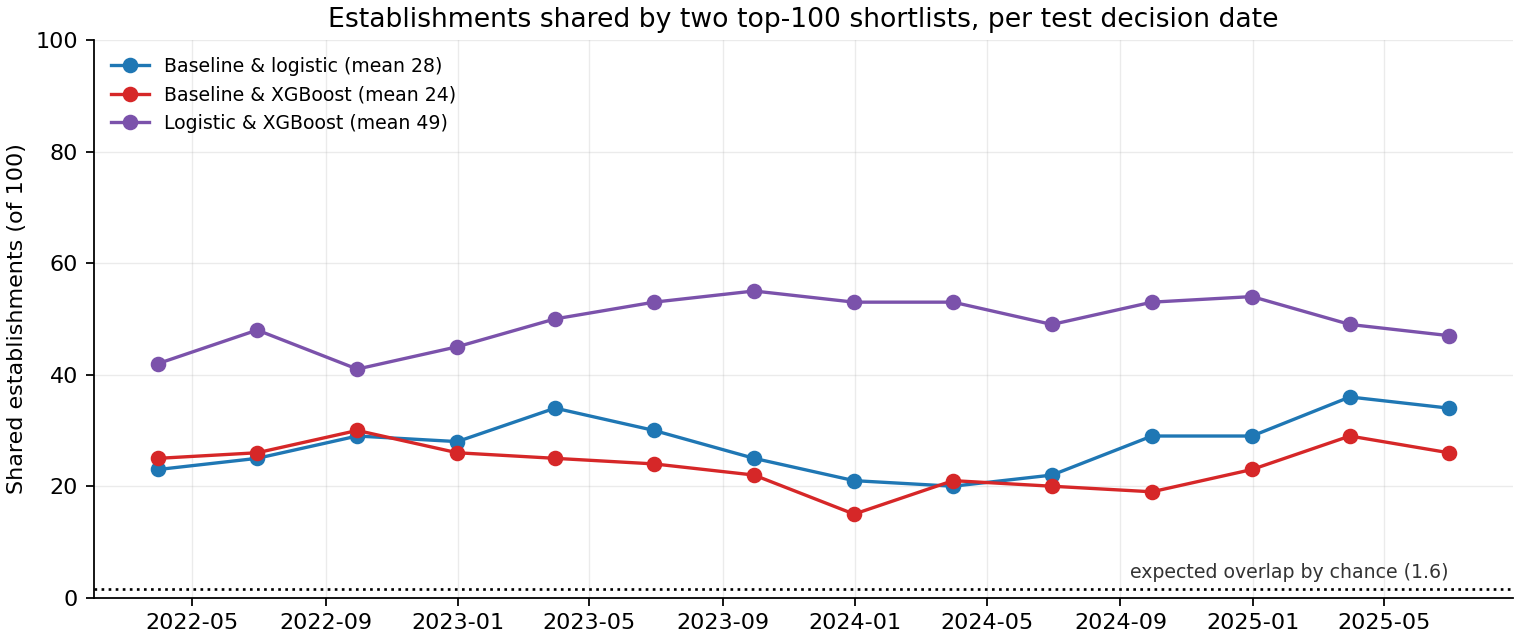 Establishments shared by two top-100 shortlists, per test decision date
Shared establishments (of 100)
100
80
60
40
20
0
Baseline & logistic (mean 28)
Baseline & XGBoost (mean 24)
Logistic & XGBoost (mean 49)
expected overlap by chance (1.6)
2022-05 2022-09 2023-01 2023-05 2023-09 2024-01 2024-05 2024-09 2025-01 2025-05